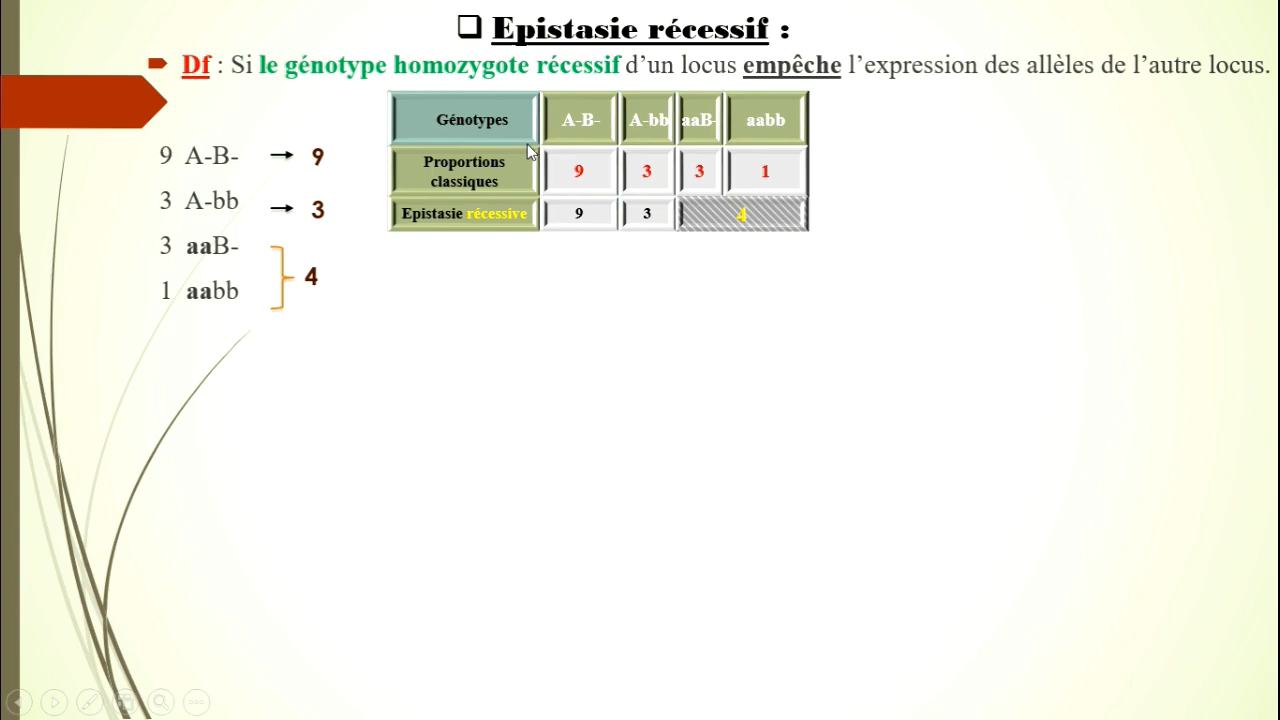 ❑ Epistasie récessif :
Df : Si le génotype homozygote récessif d’un locus empêche l’expression des allèles de l’autre locus.
9 A-B- → 9
3 A-bb → 3
3 aaB-
1 aabb
4
Génotypes A-B- A-bb aaB- aabb
Proportions classiques 9 3 3 1
Epistasie récessive 9 3 4